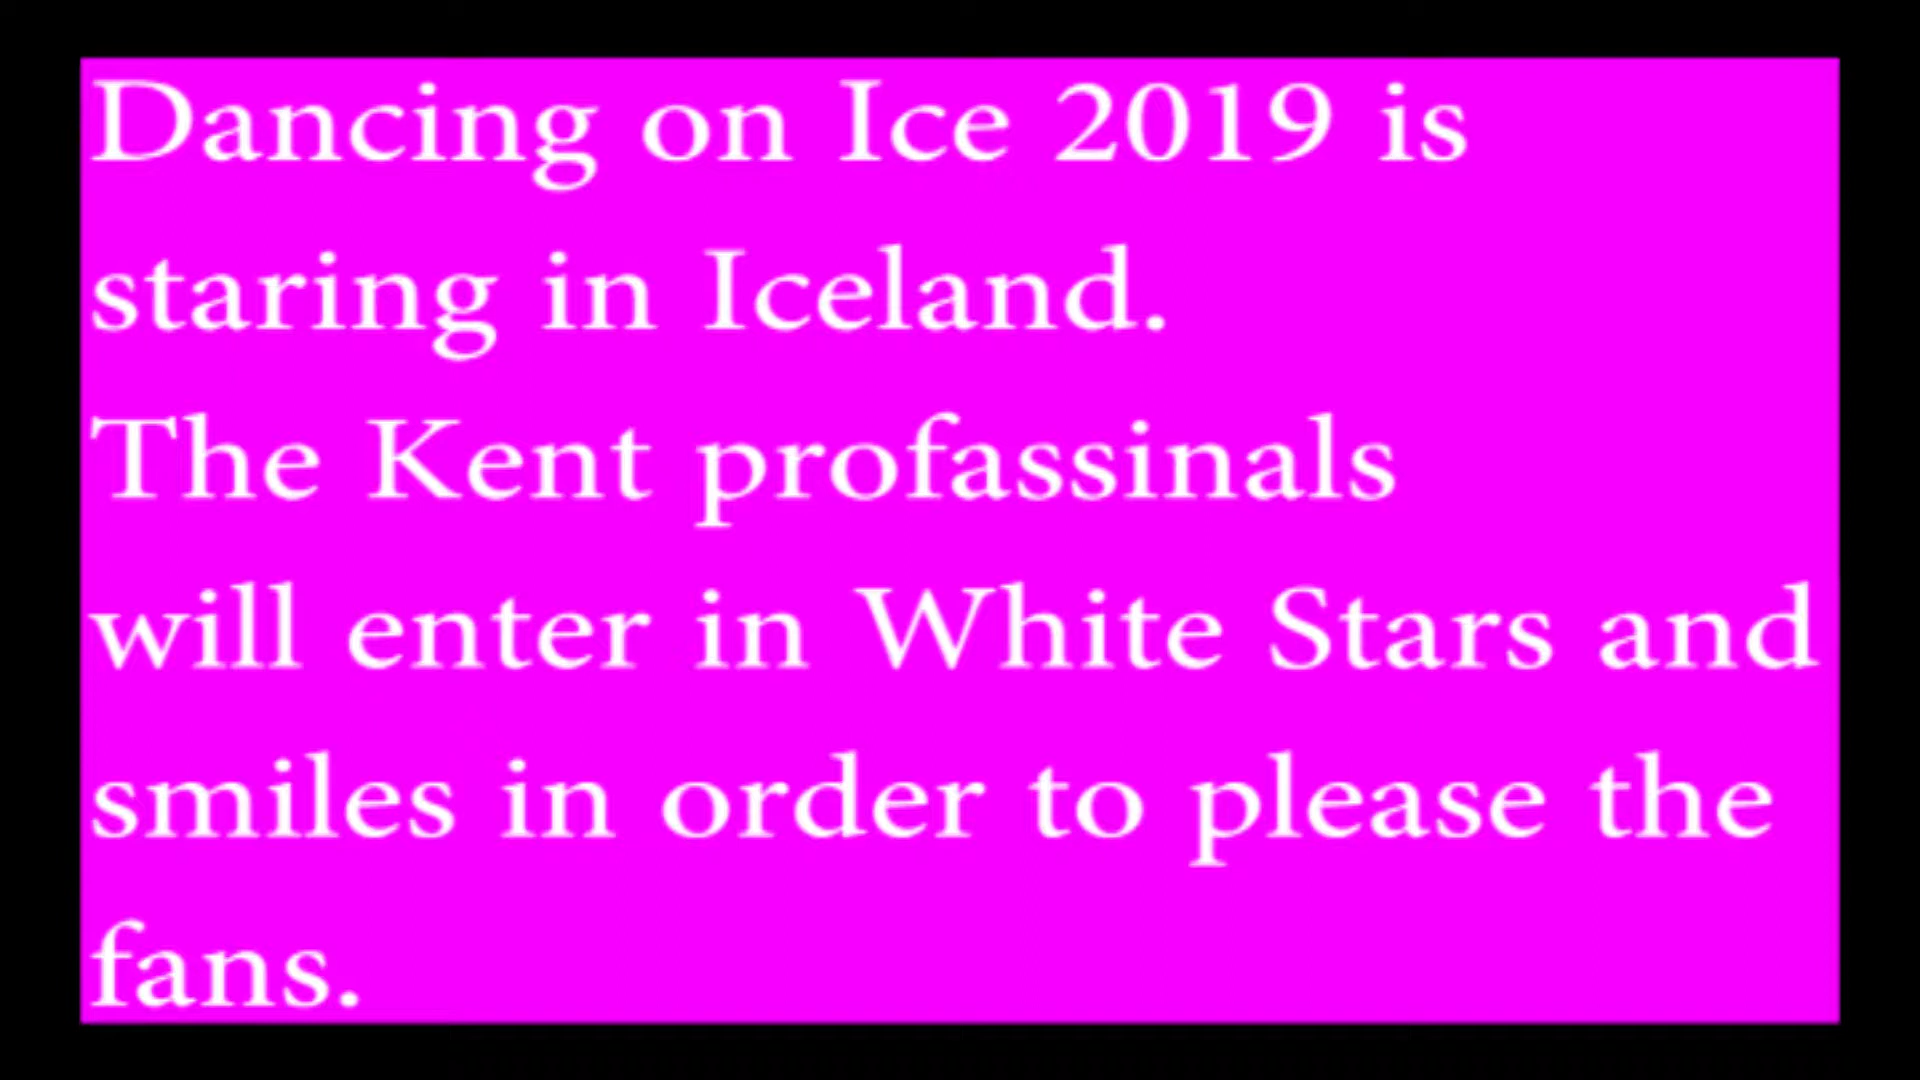 Dancing on Ice 2019 is
staring in Iceland.
The Kent profassinals
will enter in White Stars and
smiles in order to please the
fans.